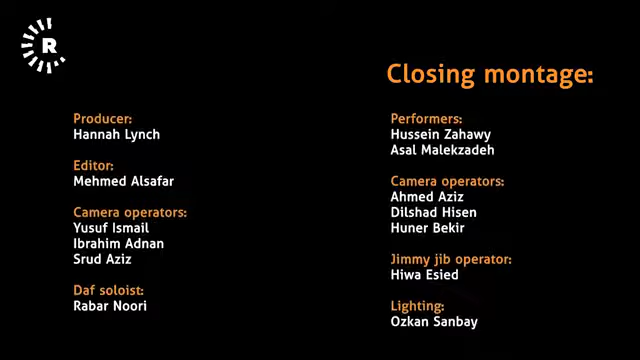 R
Closing montage:
Producer:
Hannah Lynch
Editor:
Mehmed Alsafar
Camera operators:
Yusuf Ismail
Ibrahim Adnan
Srud Aziz
Daf soloist:
Rabar Noori
Performers:
Hussein Zahawy
Asal Malekzadeh
Camera operators:
Ahmed Aziz
Dilshad Hisen
Huner Bekir
Jimmy jib operator:
Hiwa Esied
Lighting:
Ozkan Sanbay